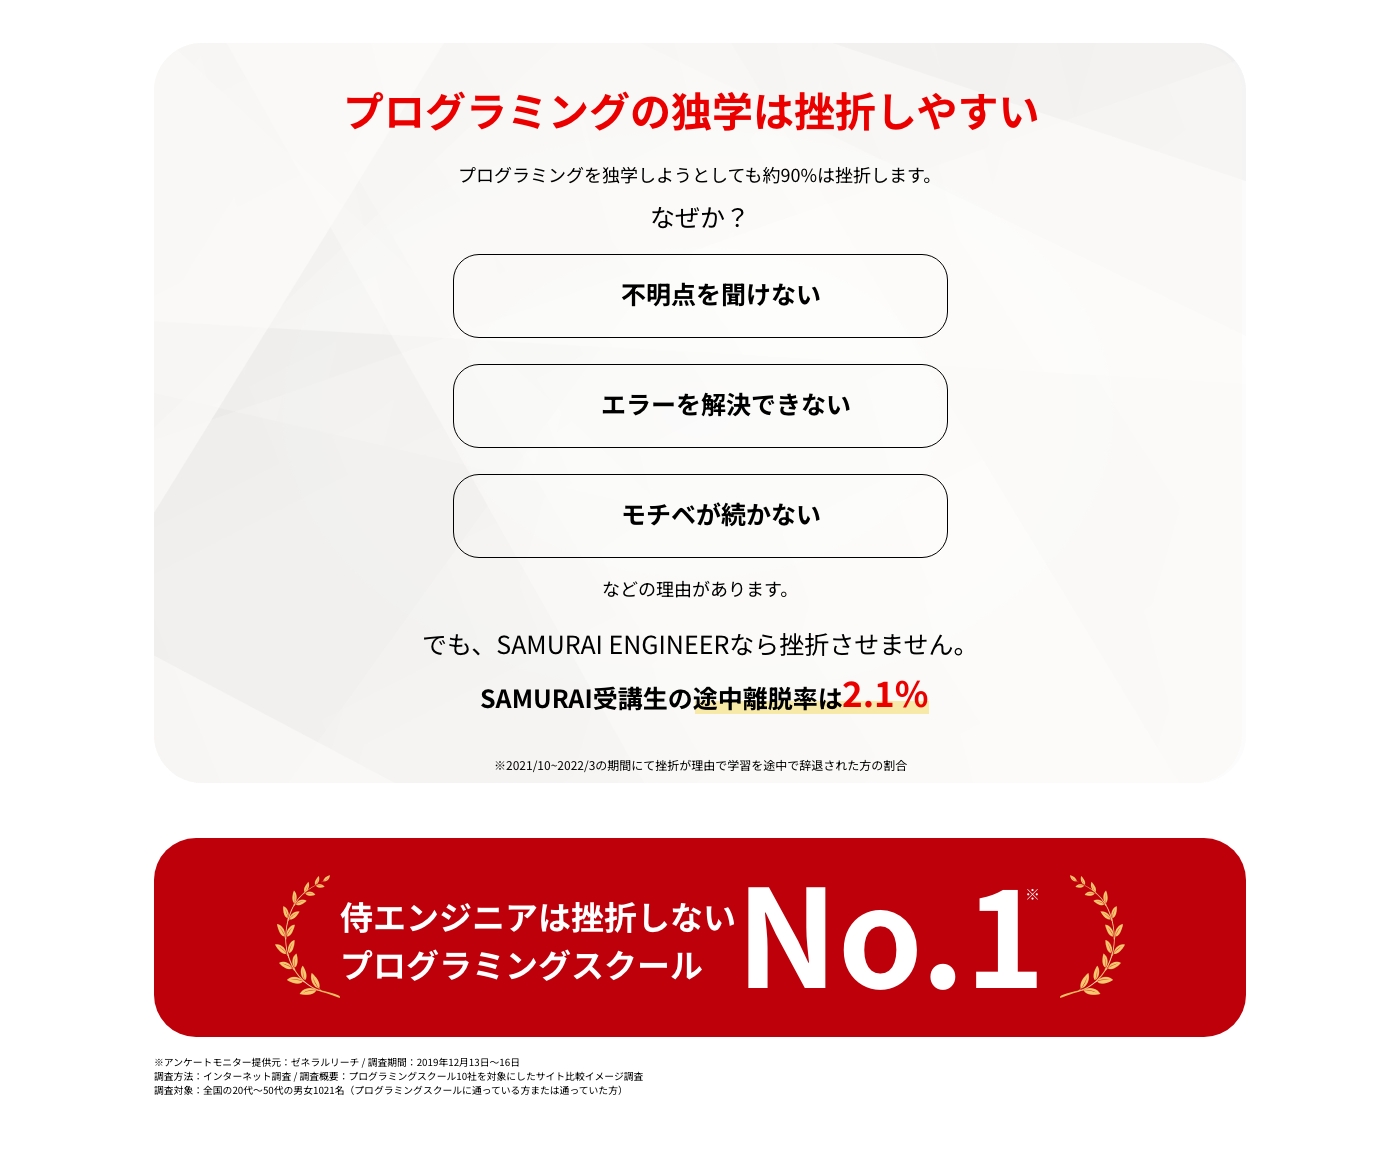 プログラミングの独学は挫折しやすい
プログラミングを独学しようとしても約90%は挫折します。
なぜか？
不明点を聞けない
エラーを解決できない
モチベが続かない
などの理由があります。
でも、SAMURAI ENGINEERなら挫折させません。
SAMURAI受講生の途中離脱率は2.1%
※2021/10~2022/3の期間にて挫折が理由で学習を途中で辞退された方の割合
侍エンジニアは挫折しない
プログラミングスクール
No.1※
※アンケートモニター提供元：ゼネラルリーチ / 調査期間：2019年12月13日〜16日
調査方法：インターネット調査 / 調査概要：プログラミングスクール10社を対象にしたサイト比較イメージ調査
調査対象：全国の20代〜50代の男女1021名（プログラミングスクールに通っている方または通っていた方）